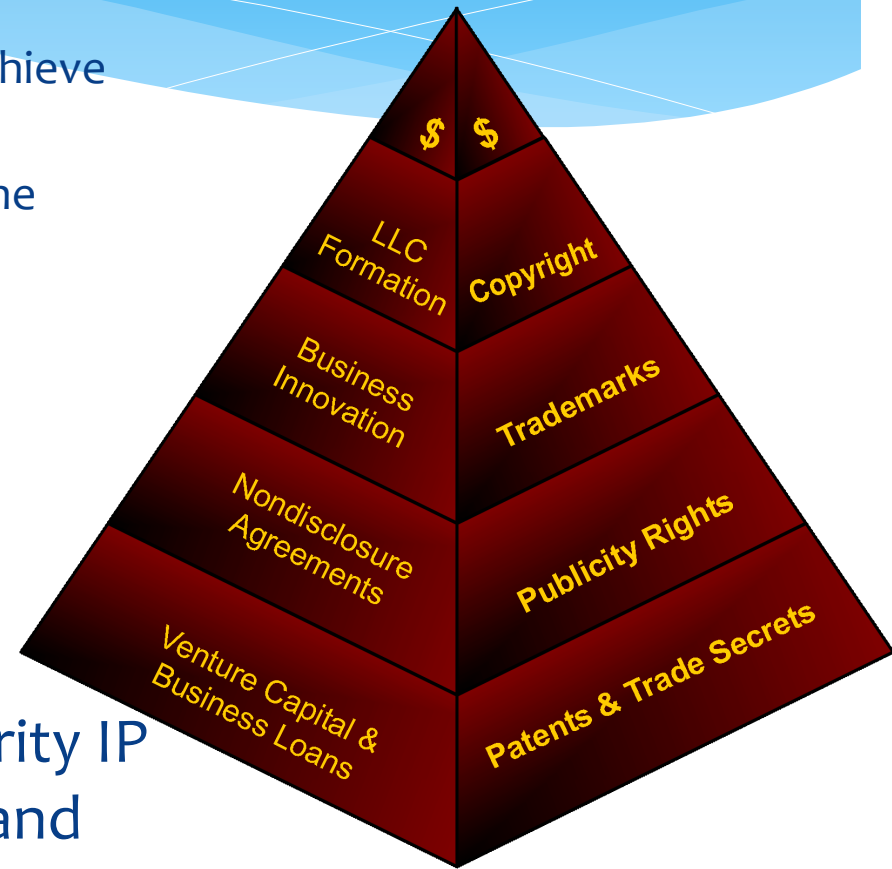 hieve
ne
rity IP
and
$ $
LLC
Formation
Copyright
Business
Innovation
Trademarks
Nondisclosure
Agreements
Publicity Rights
Venture Capital &
Business Loans
Patents & Trade Secrets